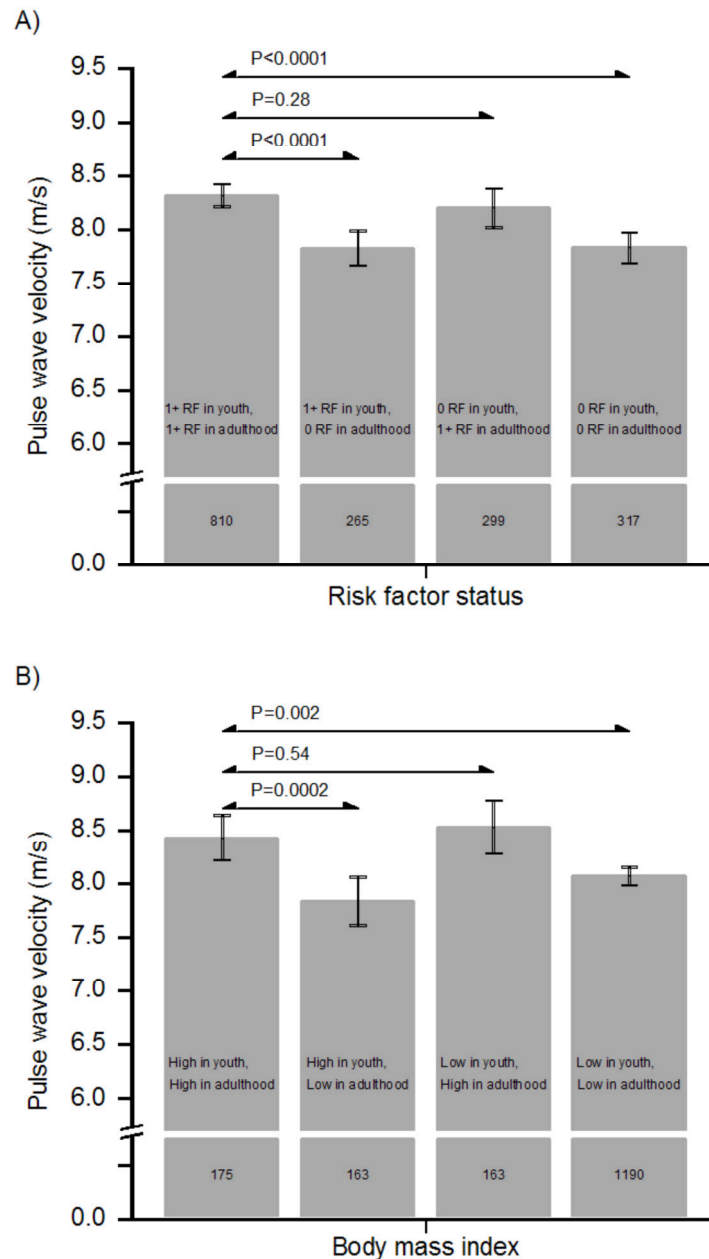 A)
P<0.0001
P=0.28
P<0.0001
Pulse wave velocity (m/s)
9.5
9.0
8.5
8.0
7.5
7.0
6.5
6.0
0.0
1+ RF in youth,
1+ RF in adulthood
1+ RF in youth,
0 RF in adulthood
0 RF in youth,
1+ RF in adulthood
0 RF in youth,
0 RF in adulthood
810
265
299
317
Risk factor status
B)
P=0.002
P=0.54
P=0.0002
Pulse wave velocity (m/s)
9.5
9.0
8.5
8.0
7.5
7.0
6.5
6.0
0.0
High in youth,
High in adulthood
High in youth,
Low in adulthood
Low in youth,
High in adulthood
Low in youth,
Low in adulthood
175
163
163
1190
Body mass index